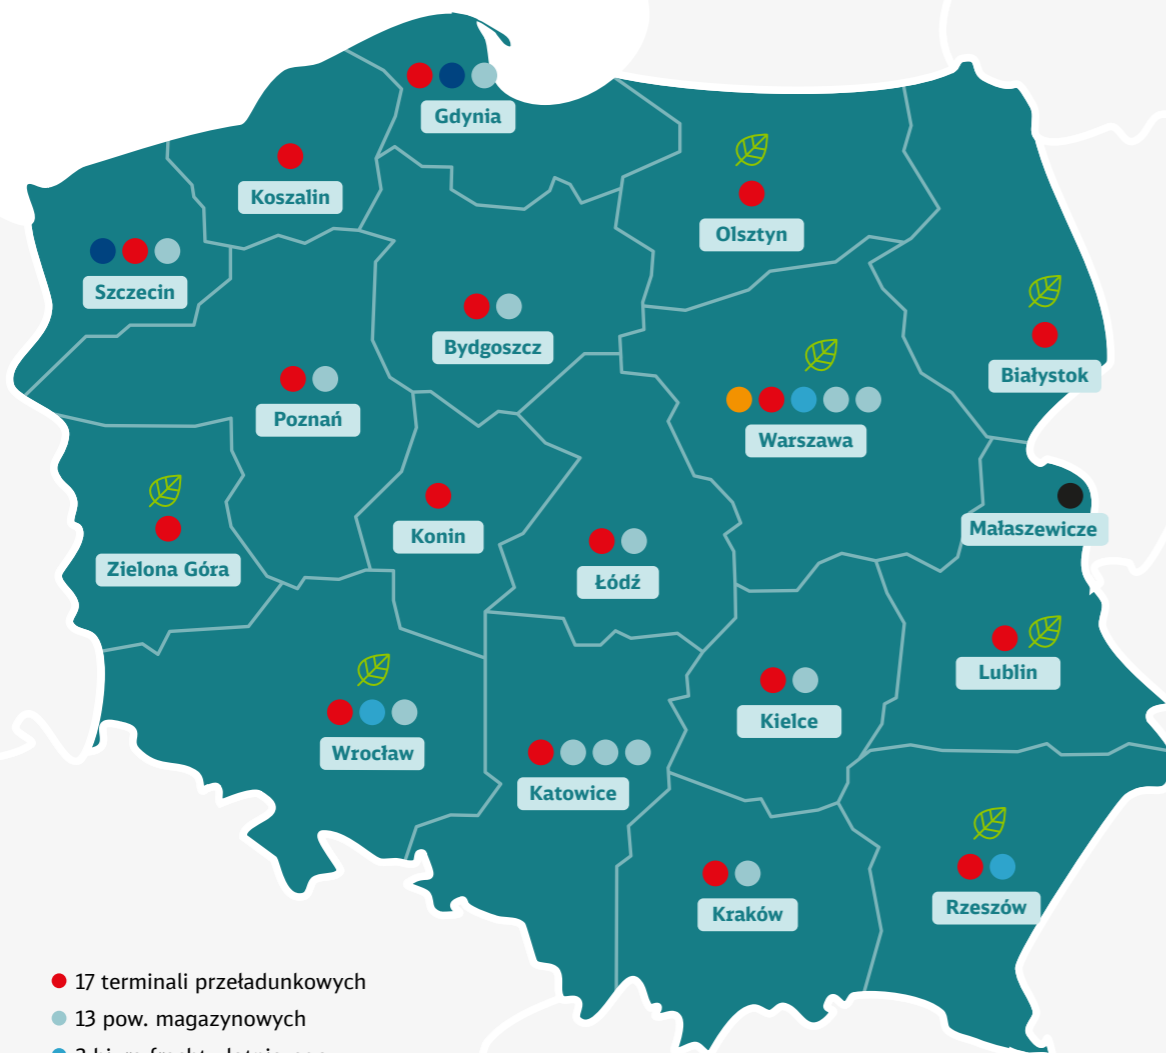 Gdynia
Koszalin
Olsztyn
Szczecin
Bydgoszcz
Białystok
Poznań
Warszawa
Konin
Małaszewicze
Zielona Góra
Łódź
Lublin
Wrocław
Kielce
Katowice
Kraków
Rzeszów
17 terminali przeładunkowych
13 pow. magazynowych